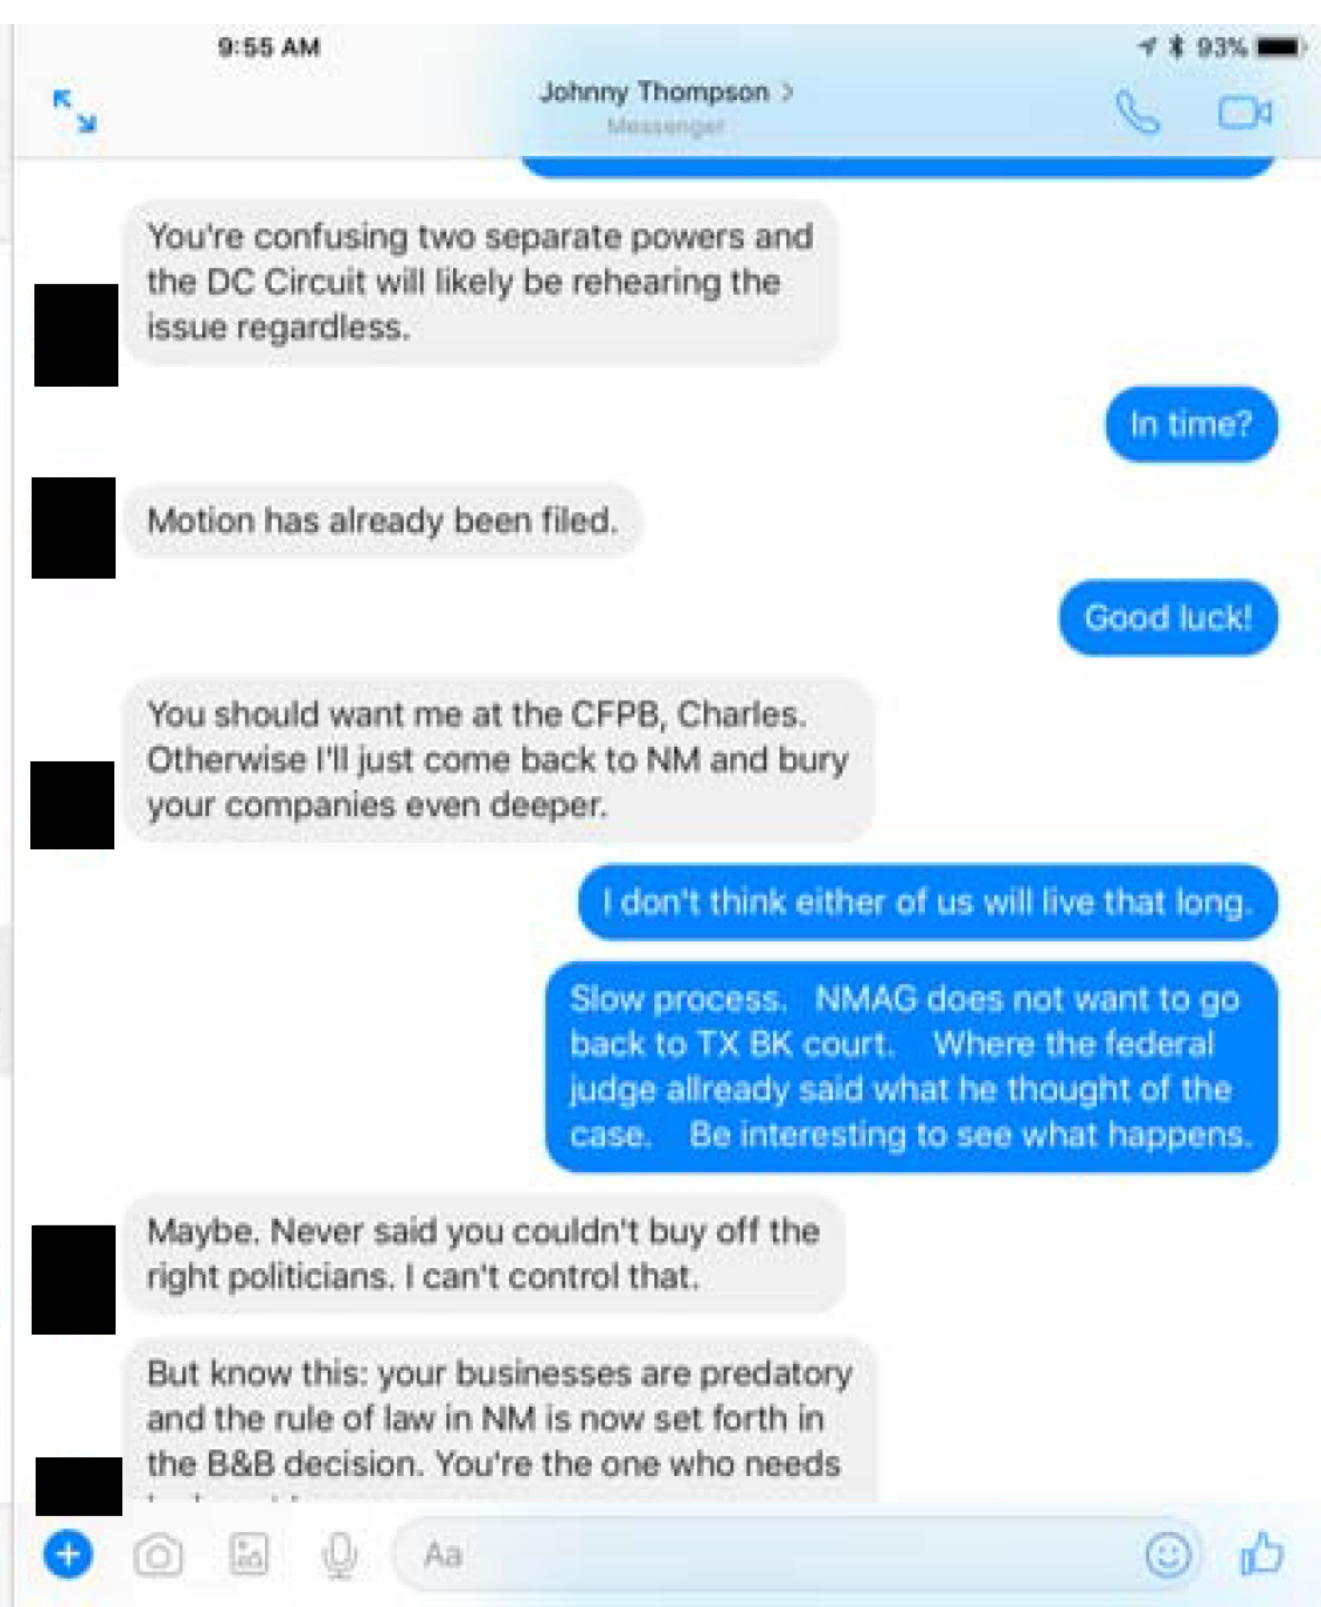 9:55 AM
93%
Johnny Thompson >
Messenger
You're confusing two separate powers and
the DC Circuit will likely be rehearing the
issue regardless.
In time?
Motion has already been filed.
Good luck!
You should want me at the CFPB, Charles.
Otherwise I'll just come back to NM and bury
your companies even deeper.
I don't think either of us will live that long.
Slow process. NMAG does not want to go
back to TX BK court. Where the federal
judge allready said what he thought of the
case. Be interesting to see what happens.
Maybe. Never said you couldn't buy off the
right politicians. I can't control that.
But know this: your businesses are predatory
and the rule of law in NM is now set forth in
the B&B decision. You're the one who needs
Aa